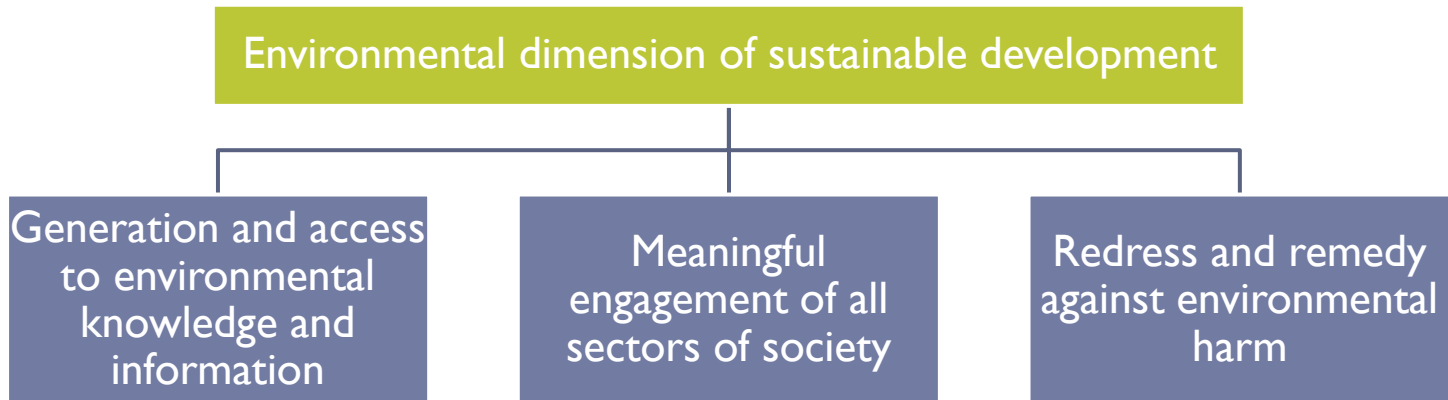 Environmental dimension of sustainable development
Generation and access
to environmental
knowledge and
information
Meaningful
engagement of all
sectors of society
Redress and remedy
against environmental
harm